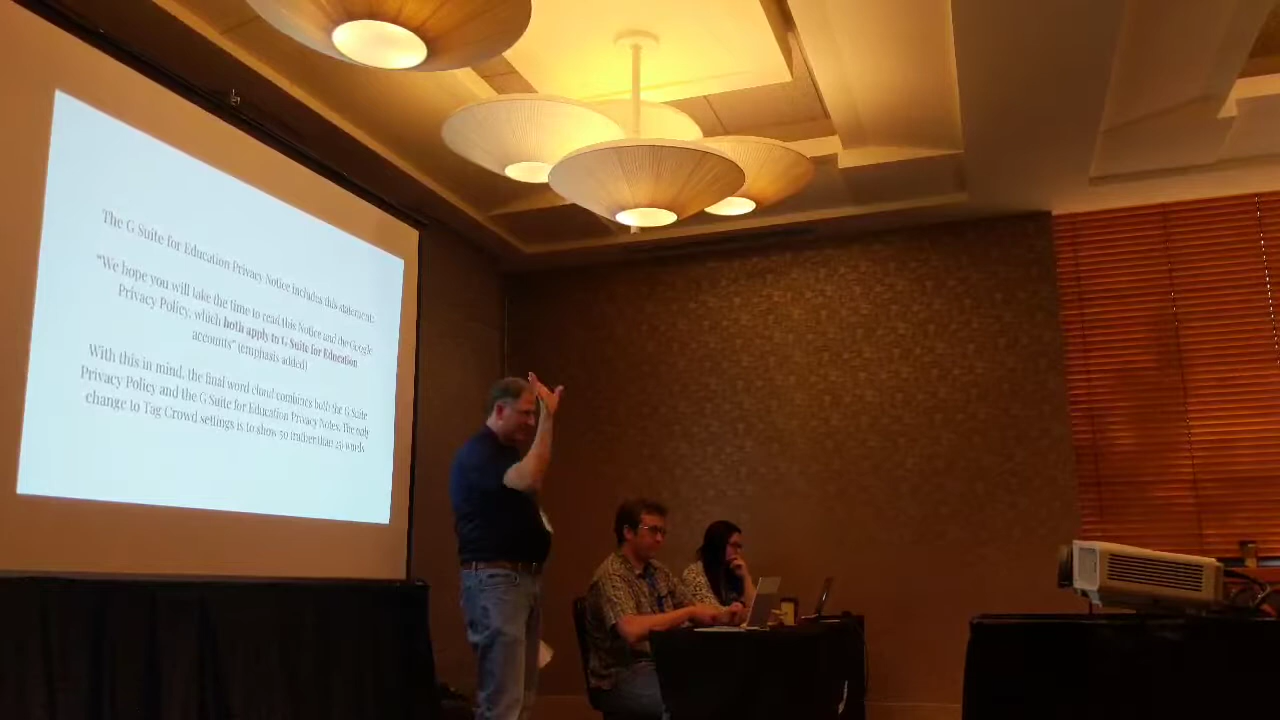 The G Suite for Education Privacy Notice includes this statement:
"We hope you will take the time to read this Notice and the Google
Privacy Policy, which both apply to G Suite for Education
accounts" (emphasis added)
With this in mind, the final word cloud combines both the G Suite
Privacy Policy and the G Suite for Education Privacy Notes. The only
change to Tag Crowd settings is to show 50 (rather than 25) words